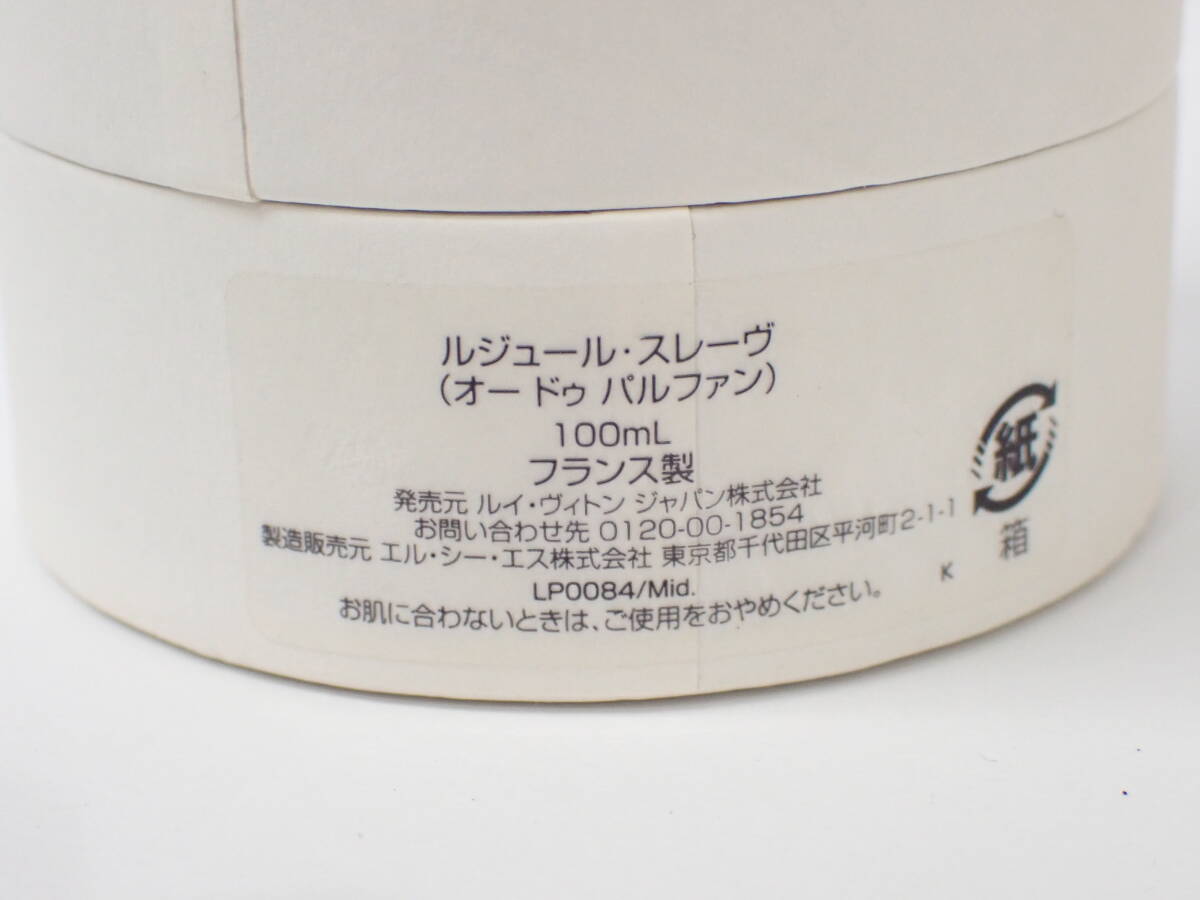 ルジュール・スレーヴ
（オー ドゥ パルファン）
100mL
フランス製
発売元 ルイ・ヴィトン ジャパン株式会社
お問い合わせ先 0120-00-1854
製造販売元 エル・シー・エス株式会社 東京都千代田区平河町2-1-1
LP0084/Mid.
K
お肌に合わないときは、ご使用をおやめください。
紙
箱